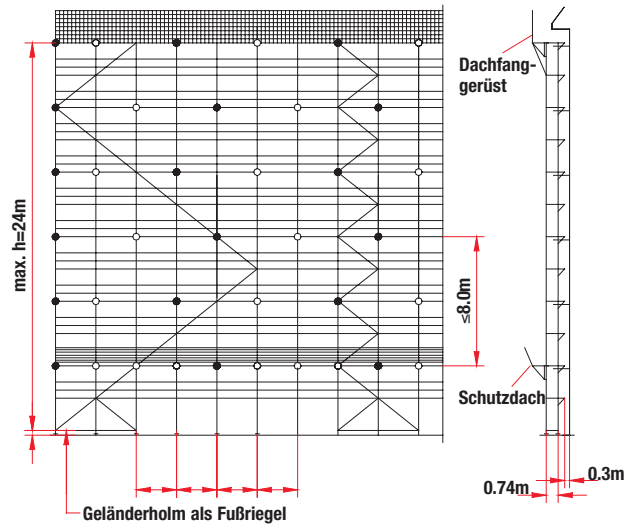 Dachfang-
gerüst
max. h=24m
≤8.0m
Schutzdach
0.3m
0.74m
Geländerholm als Fußriegel